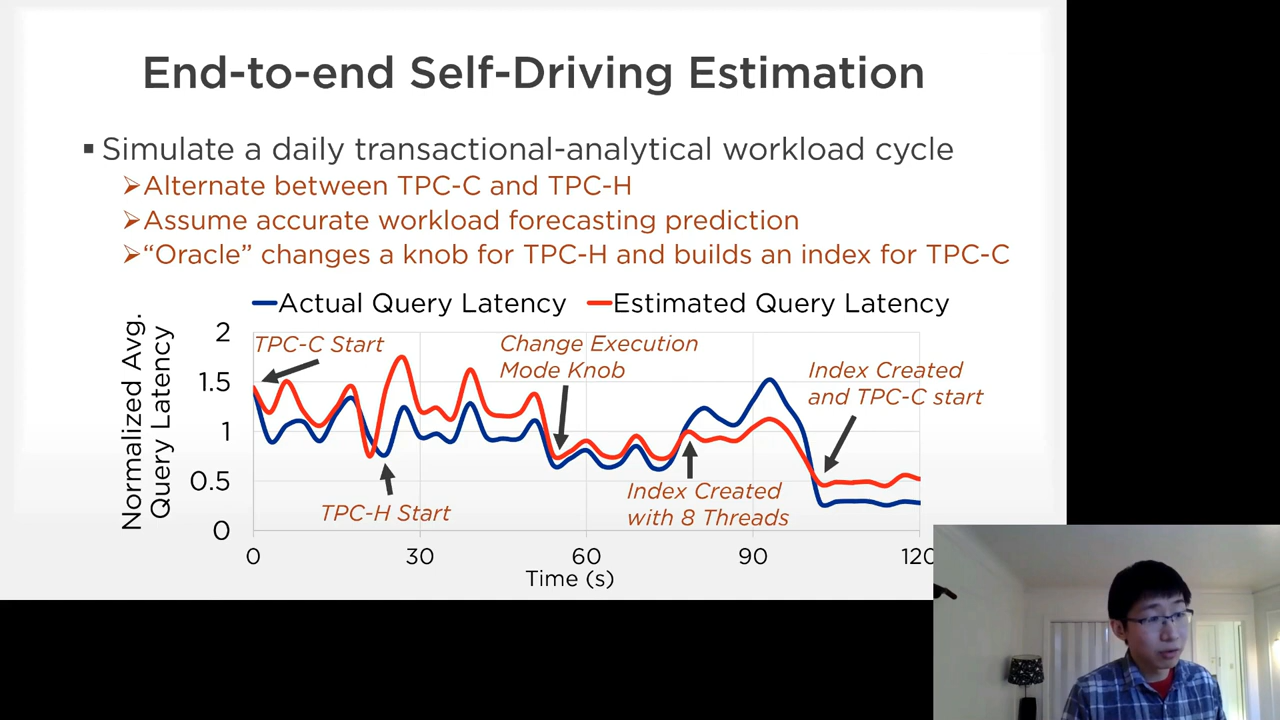 End-to-end Self-Driving Estimation
▪ Simulate a daily transactional-analytical workload cycle
➢Alternate between TPC-C and TPC-H
➢Assume accurate workload forecasting prediction
➢“Oracle” changes a knob for TPC-H and builds an index for TPC-C
Actual Query Latency
Estimated Query Latency
Normalized Avg.
Query Latency
2
1.5
1
0.5
0
TPC-C Start
Change Execution
Mode Knob
Index Created
and TPC-C start
TPC-H Start
Index Created
with 8 Threads
0
30
60
90
120
Time (s)